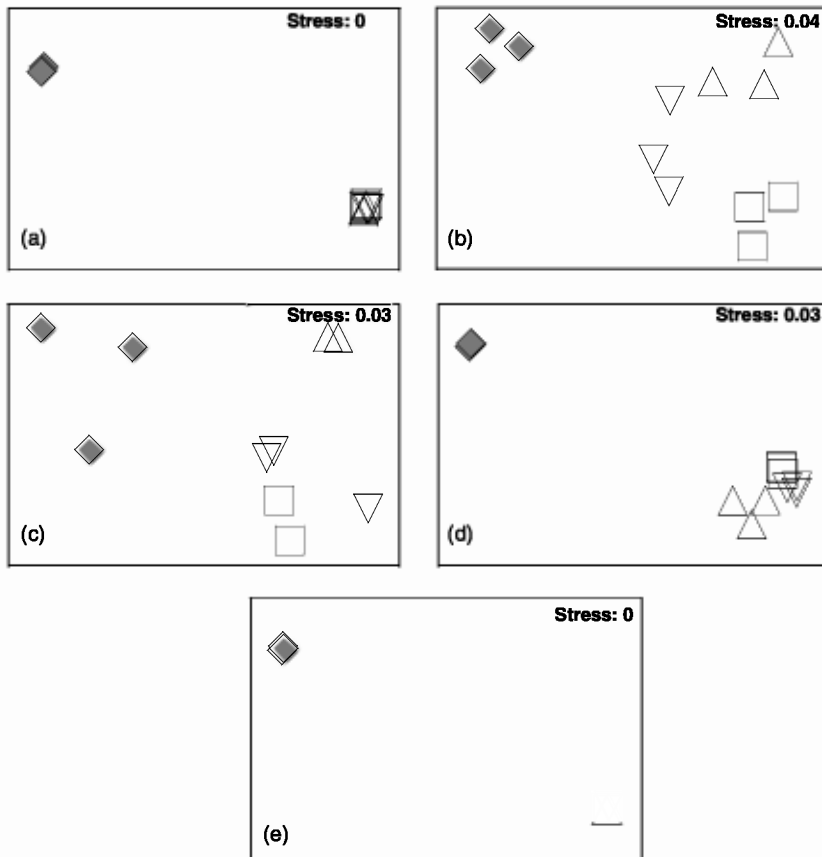 Stress: 0
(a)
Stress: 0.04
(b)
Stress: 0.03
(c)
Stress: 0.03
(d)
Stress: 0
(e)